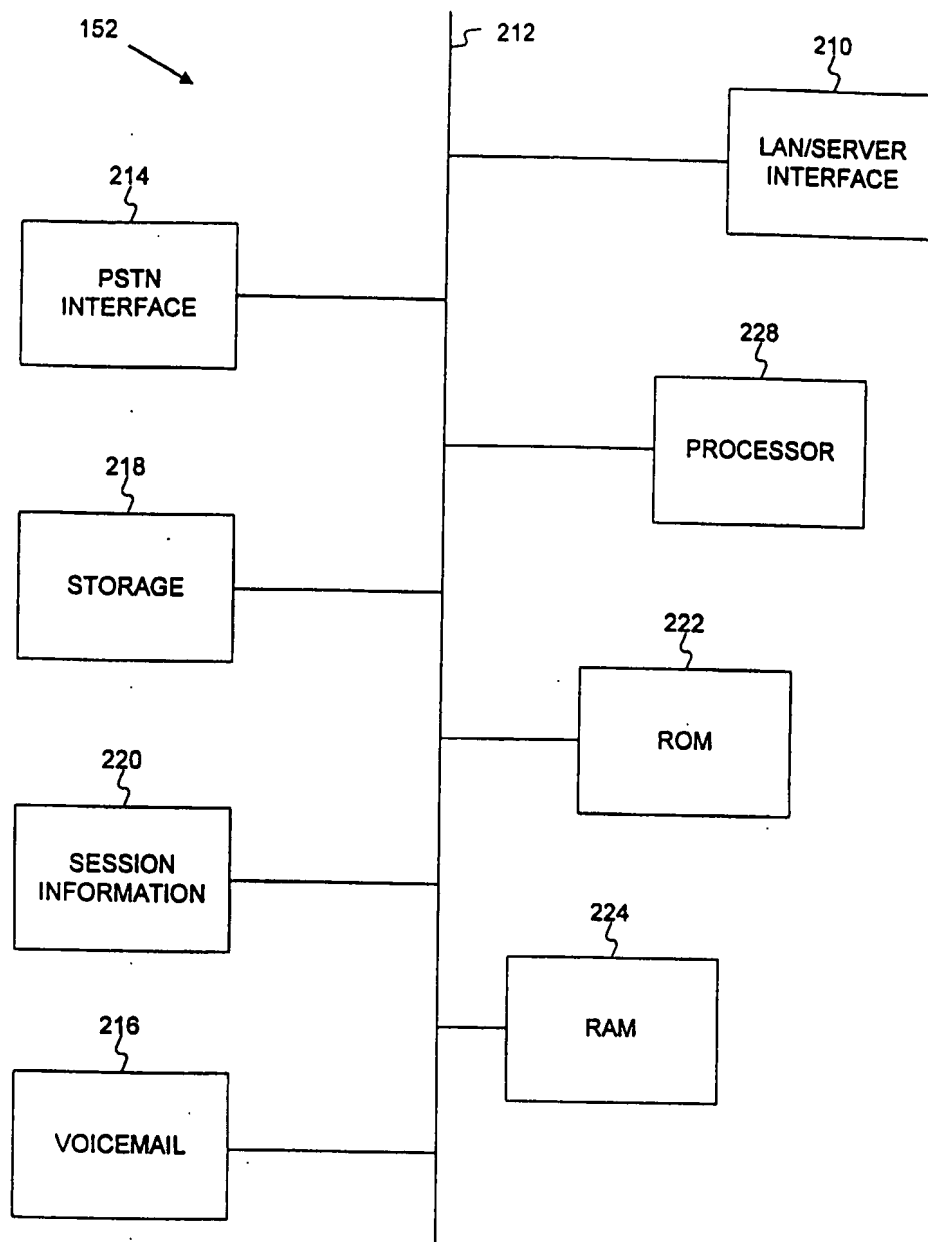 152
212
210
LAN/SERVER
INTERFACE
214
PSTN
INTERFACE
228
PROCESSOR
218
STORAGE
222
ROM
220
SESSION
INFORMATION
224
RAM
216
VOICEMAIL